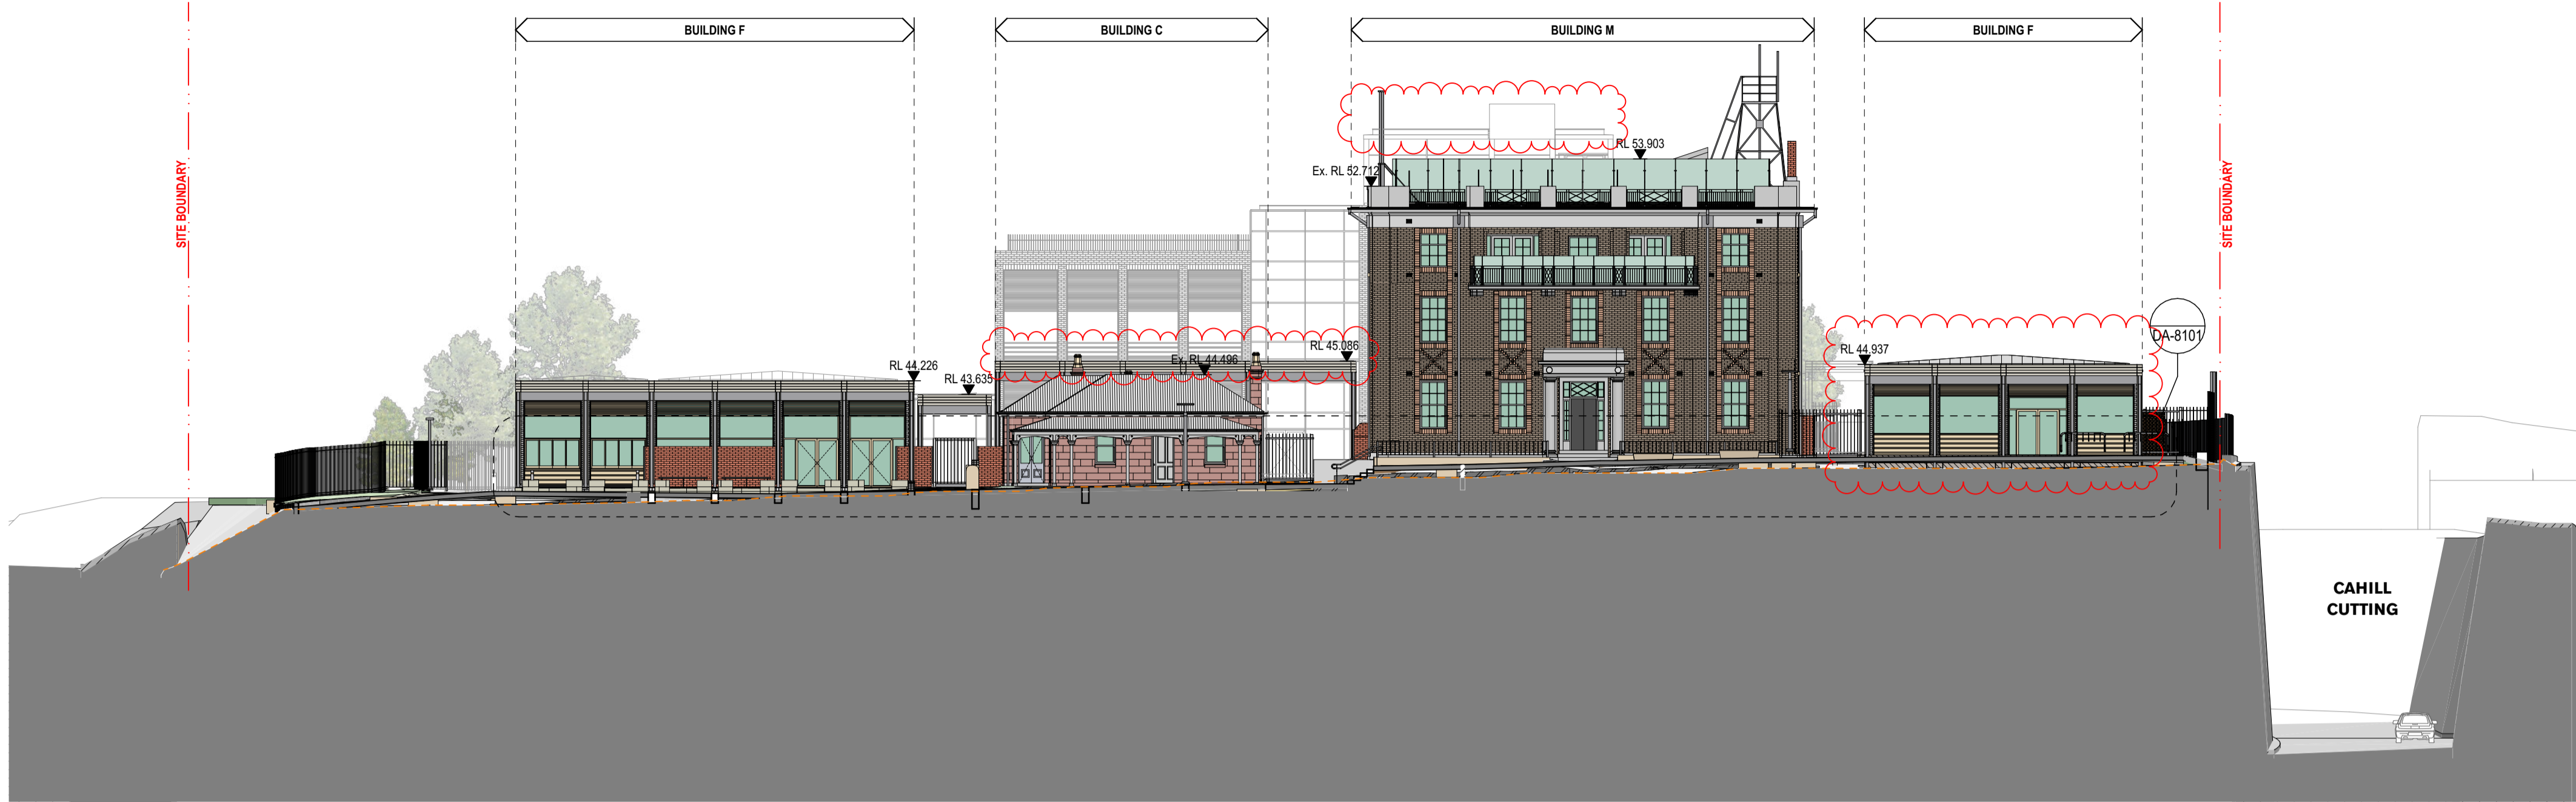 BUILDING F
BUILDING C
BUILDING M
BUILDING F
SITE BOUNDARY
SITE BOUNDARY
RL 53.903
Ex. RL 52.712
DA-8101
RL 45.086
RL 44.937
Ex. RL 44.496
RL 44.226
RL 43.635
CAHILL
CUTTING